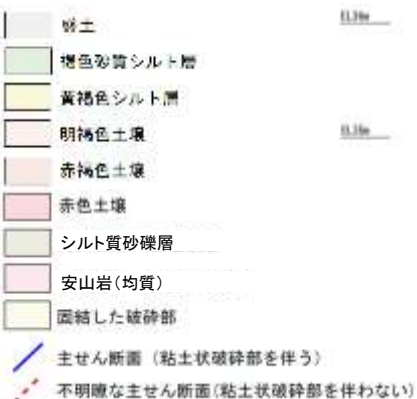 盛土
褐色砂質シルト層
黄褐色シルト層
明褐色土壌
赤褐色土壌
赤色土壌
シルト質砂礫層
安山岩(均質)
固結した破砕部
主せん断面（粘土状破砕部を伴う）
不明瞭な主せん断面(粘土状破砕部を伴わない)